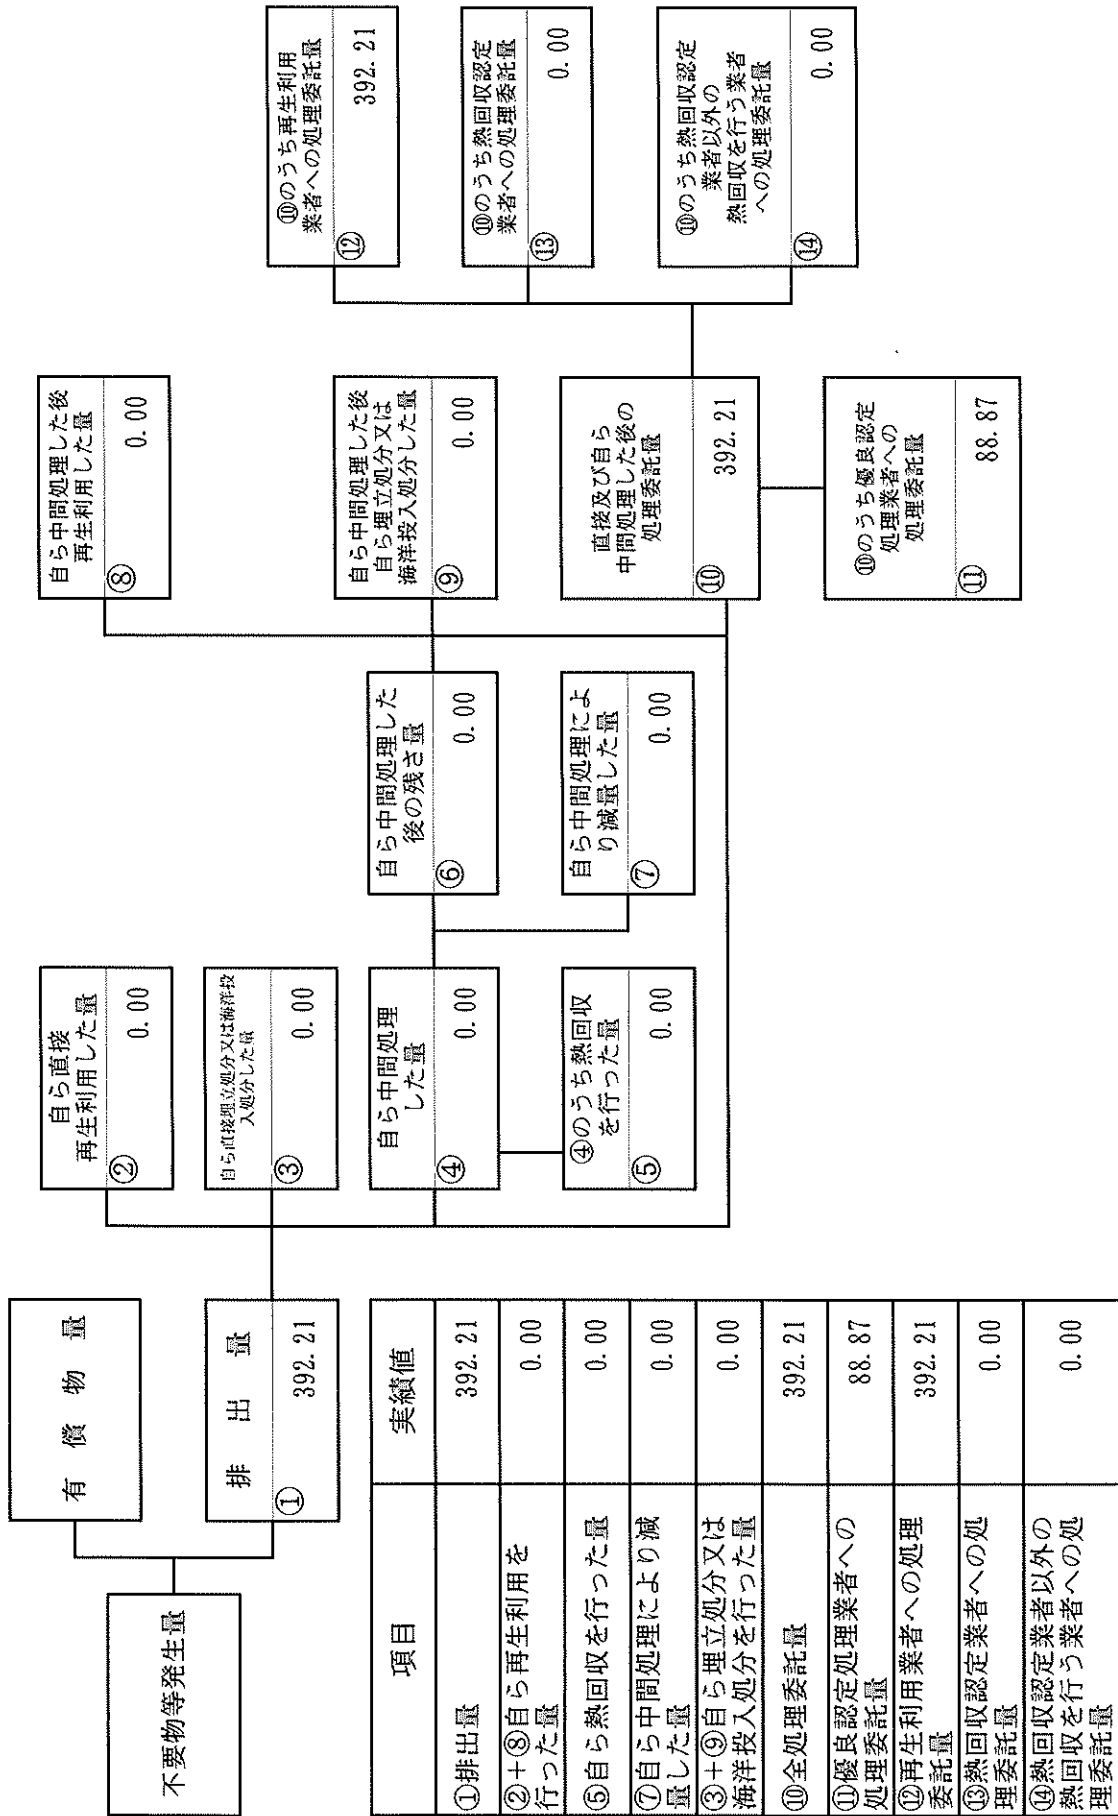 不要物等発生量
有償物量
排出量
①
392.21
自ら直接
再生利用した量
②
0.00
自ら直接埋立処分又は海洋投
入処分した量
③
0.00
自ら中間処理
した量
④
0.00
④のうち熱回収
を行った量
⑤
0.00
自ら中間処理した
後の残さ量
⑥
0.00
自ら中間処理によ
り減量した量
⑦
0.00
自ら中間処理した後
再生利用した量
⑧
0.00
自ら中間処理した後
自ら埋立処分又は
海洋投入処分した量
⑨
0.00
直接及び自ら
中間処理した後の
処理委託量
⑩
392.21
⑩のうち優良認定
処理業者への
処理委託量
⑪
88.87
⑩のうち再生利用
業者への処理委託量
⑫
392.21
⑩のうち熱回収認定
業者への処理委託量
⑬
0.00
⑩のうち熱回収認定
業者以外の
熱回収を行う業者
への処理委託量
⑭
0.00
項目 実績値
①排出量 392.21
②+⑧自ら再生利用を
行った量 0.00
⑤自ら熱回収を行った量 0.00
⑦自ら中間処理により減
量した量 0.00
③+⑨自ら埋立処分又は
海洋投入処分を行った量 0.00
⑩全処理委託量 392.21
⑪優良認定処理業者への
処理委託量 88.87
⑫再生利用業者への処理
委託量 392.21
⑬熱回収認定業者への処
理委託量 0.00
⑭熱回収認定業者以外の
熱回収を行う業者への処
理委託量 0.00